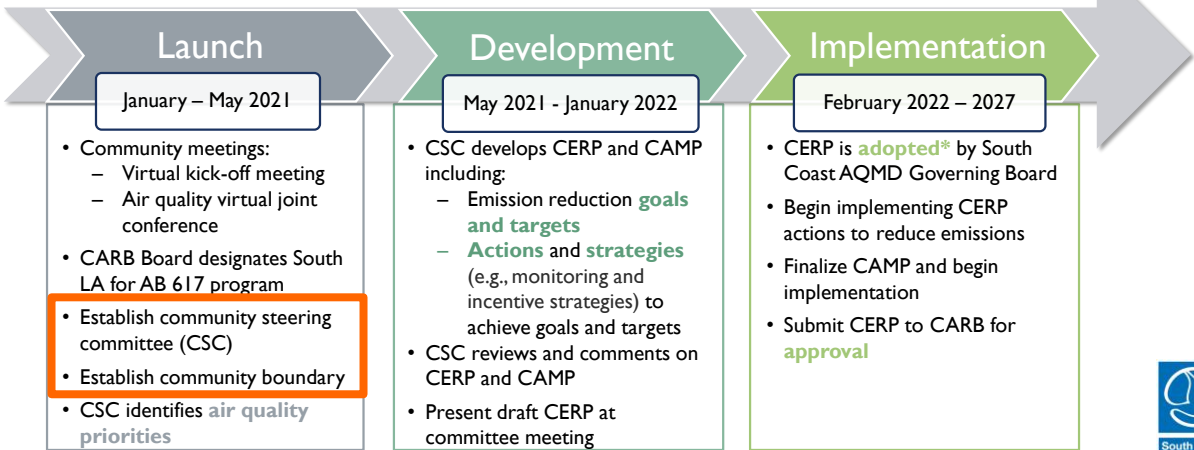 Launch
January – May 2021
• Community meetings:
– Virtual kick-off meeting
– Air quality virtual joint
conference
• CARB Board designates South
LA for AB 617 program
• Establish community steering
committee (CSC)
• Establish community boundary
• CSC identifies air quality
priorities
Development
May 2021 - January 2022
• CSC develops CERP and CAMP
including:
– Emission reduction goals
and targets
– Actions and strategies
(e.g., monitoring and
incentive strategies) to
achieve goals and targets
• CSC reviews and comments on
CERP and CAMP
• Present draft CERP at
committee meeting
Implementation
February 2022 – 2027
• CERP is adopted* by South
Coast AQMD Governing Board
• Begin implementing CERP
actions to reduce emissions
• Finalize CAMP and begin
implementation
• Submit CERP to CARB for
approval
South